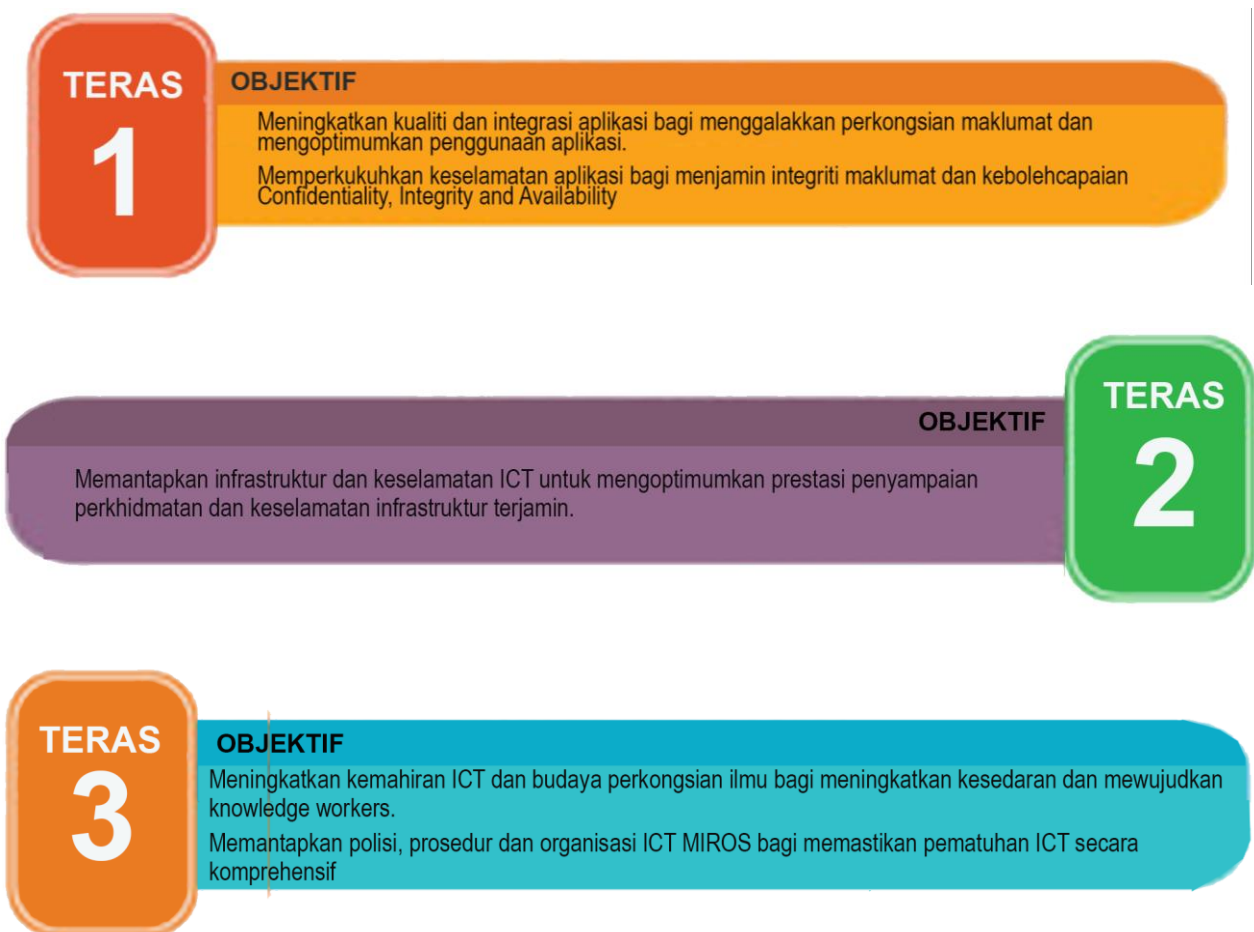 TERAS
1
OBJEKTIF
Meningkatkan kualiti dan integrasi aplikasi bagi menggalakkan perkongsian maklumat dan
mengoptimumkan penggunaan aplikasi.
Memperkukuhkan keselamatan aplikasi bagi menjamin integriti maklumat dan kebolehcapaian
Confidentiality, Integrity and Availability
TERAS
2
OBJEKTIF
Memantapkan infrastruktur dan keselamatan ICT untuk mengoptimumkan prestasi penyampaian
perkhidmatan dan keselamatan infrastruktur terjamin.
TERAS
3
OBJEKTIF
Meningkatkan kemahiran ICT dan budaya perkongsian ilmu bagi meningkatkan kesedaran dan mewujudkan
knowledge workers.
Memantapkan polisi, prosedur dan organisasi ICT MIROS bagi memastikan pematuhan ICT secara
komprehensif